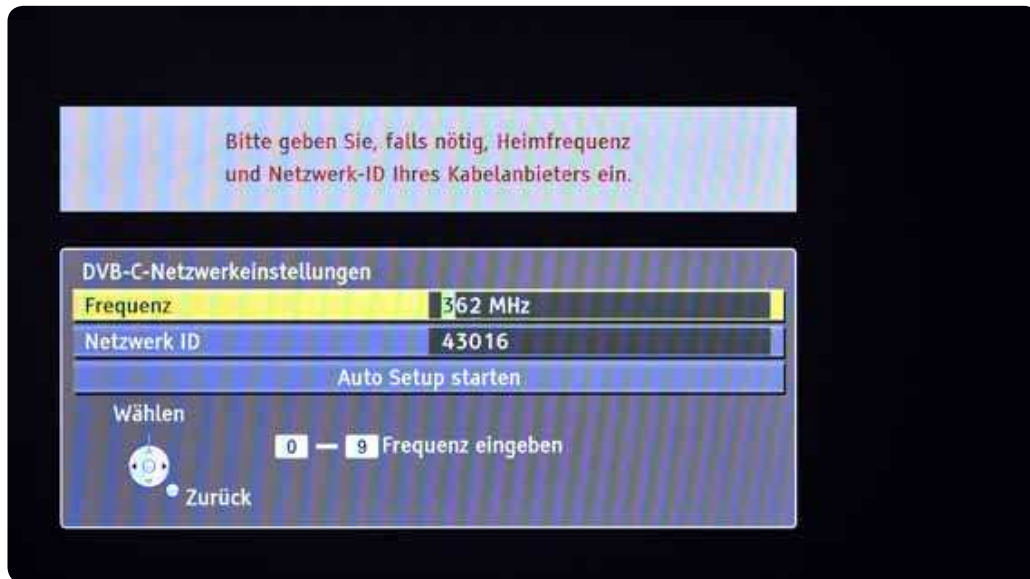 Bitte geben Sie, falls nötig, Heimfrequenz
und Netzwerk-ID Ihres Kabelanbieters ein.
DVB-C-Netzwerkeinstellungen
Frequenz 362 MHz
Netzwerk ID 43016
Auto Setup starten
Wählen
0 — 9 Frequenz eingeben
Zurück